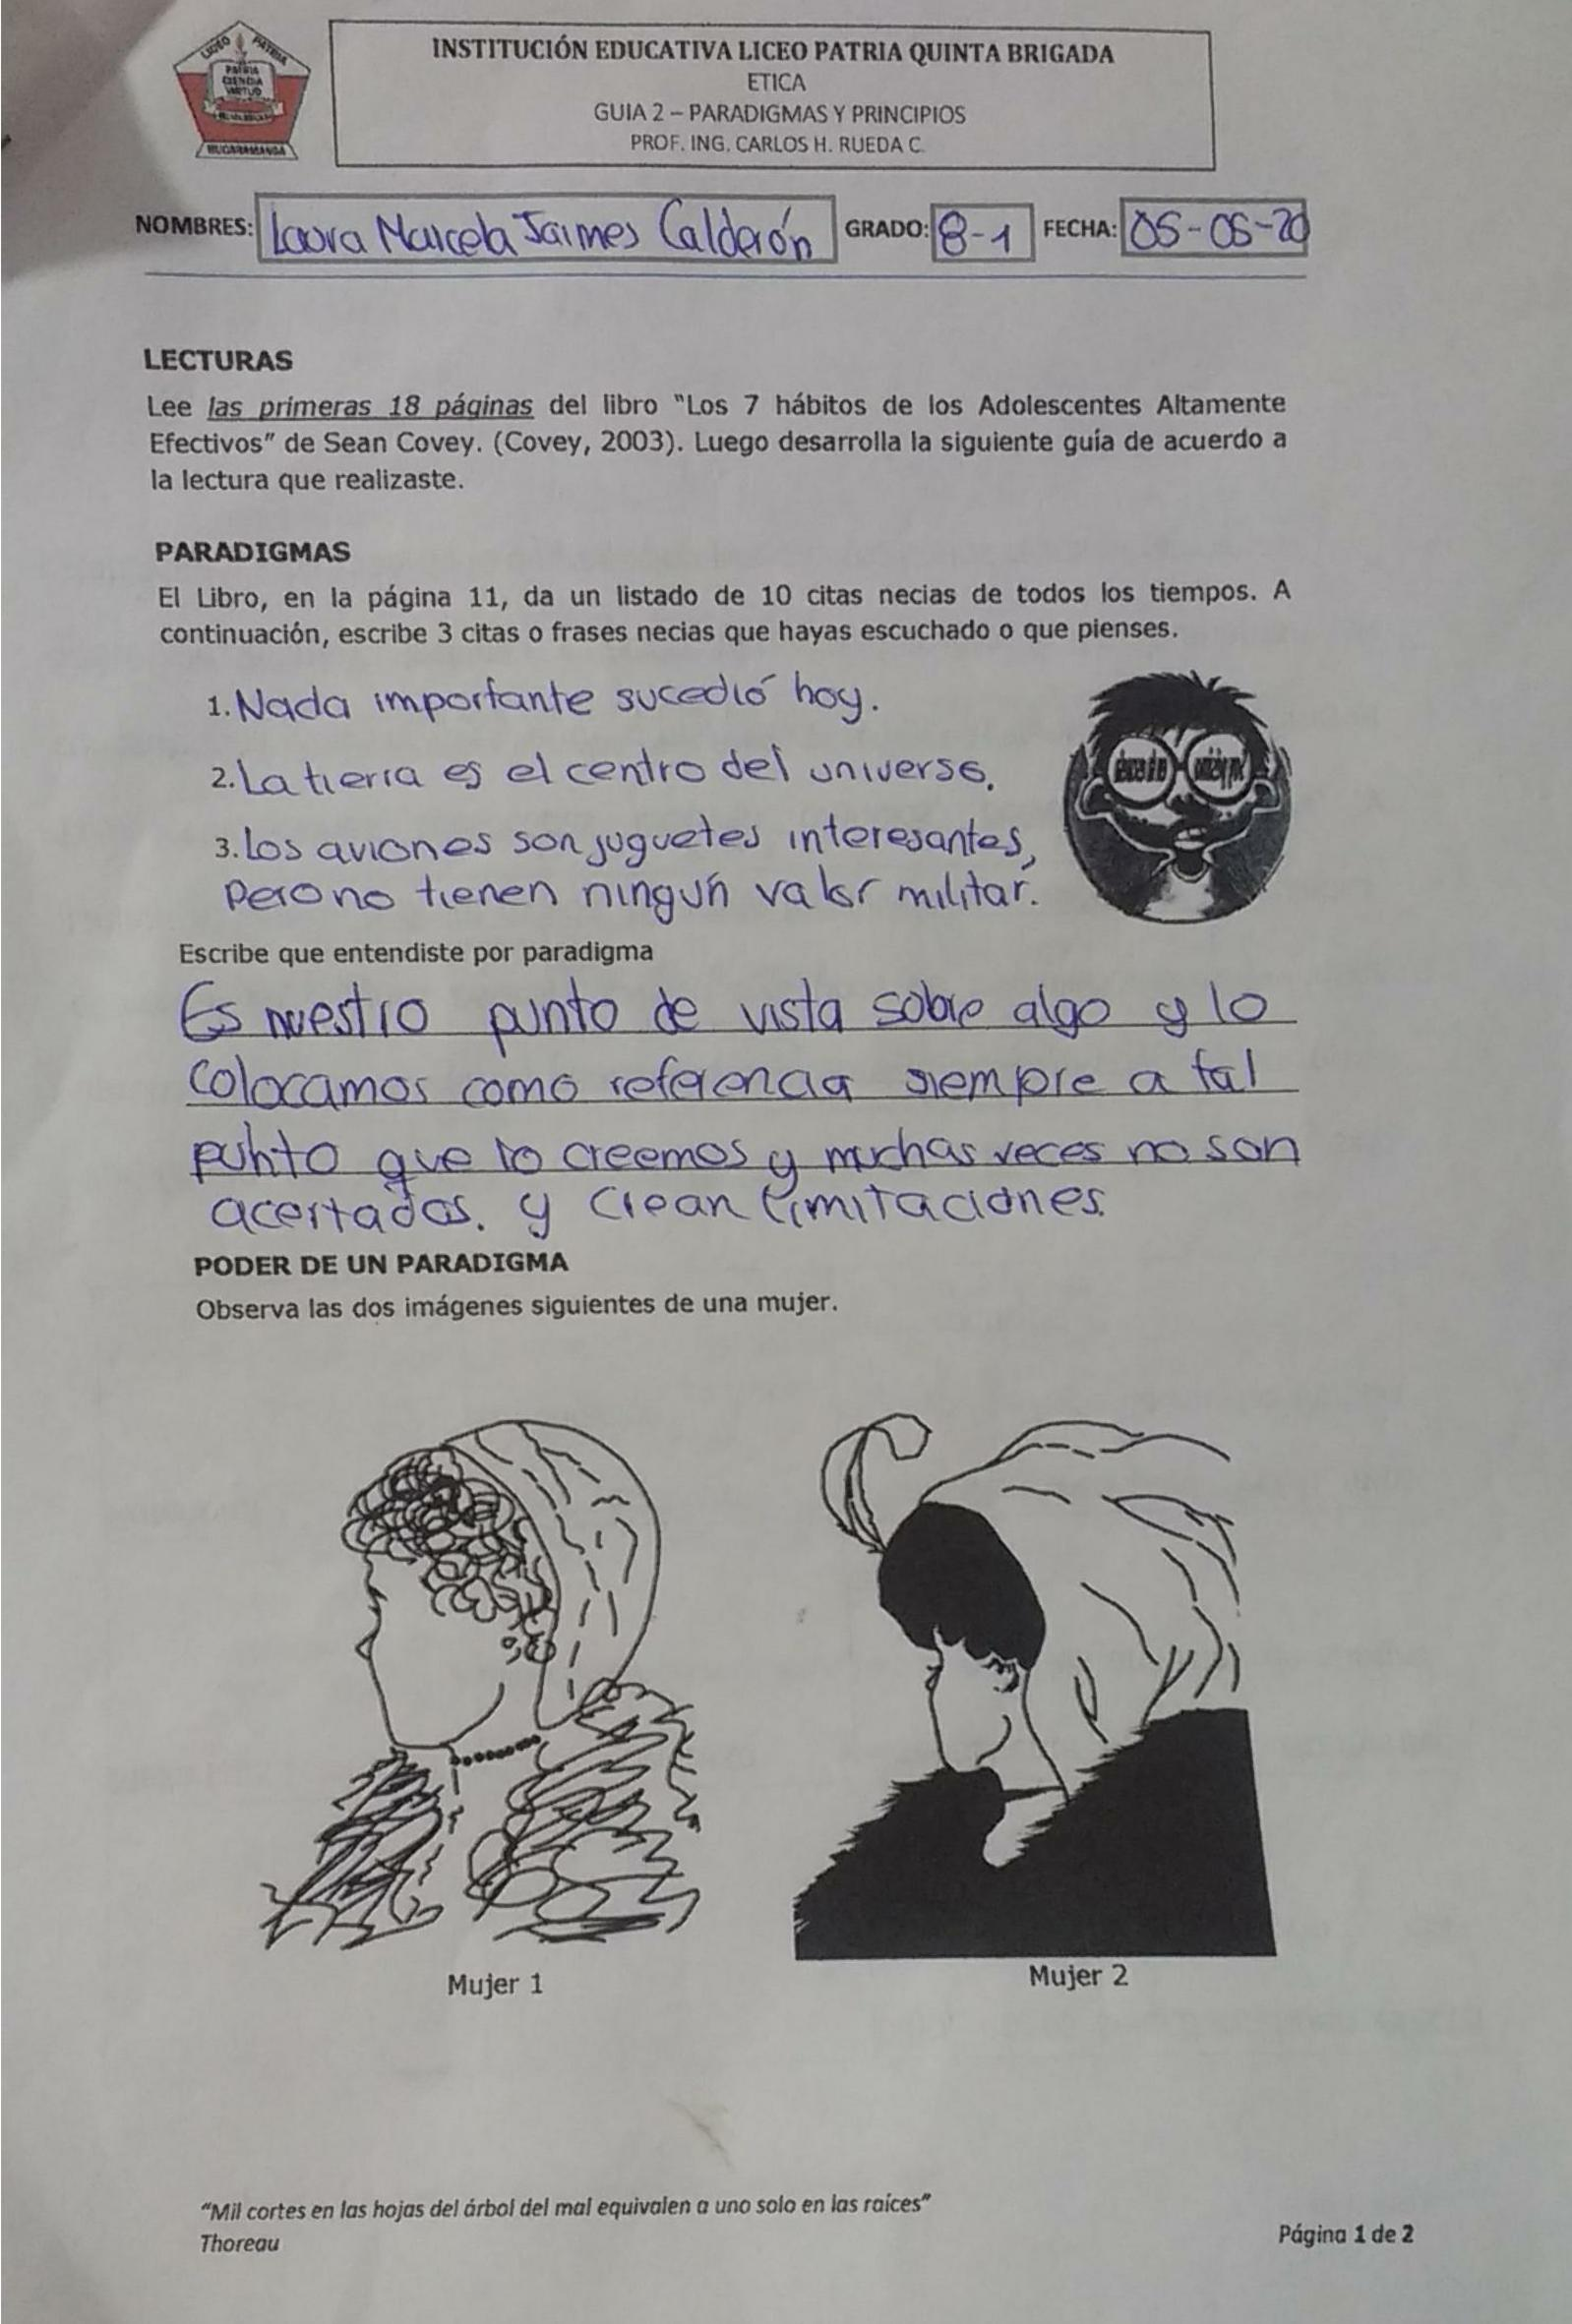 LICEO PATRIA
PATRIA
CIENCIA
VIRTUD
BUCARAMANGA
INSTITUCIÓN EDUCATIVA LICEO PATRIA QUINTA BRIGADA
ETICA
GUIA 2 – PARADIGMAS Y PRINCIPIOS
PROF. ING. CARLOS H. RUEDA C.
NOMBRES: Laura Marcela Jaimes Calderón GRADO: 8-1 FECHA: 05-05-20
LECTURAS
Lee las primeras 18 páginas del libro "Los 7 hábitos de los Adolescentes Altamente
Efectivos" de Sean Covey. (Covey, 2003). Luego desarrolla la siguiente guía de acuerdo a
la lectura que realizaste.
PARADIGMAS
El Libro, en la página 11, da un listado de 10 citas necias de todos los tiempos. A
continuación, escribe 3 citas o frases necias que hayas escuchado o que pienses.
1. Nada importante sucedió hoy.
2. La tierra es el centro del universo.
3. Los aviones son juguetes interesantes,
pero no tienen ningún valor militar.
Escribe que entendiste por paradigma
Es nuestro punto de vista sobre algo y lo
colocamos como referencia siempre a tal
punto que lo creemos y muchas veces no son
acertados. y crean limitaciones.
PODER DE UN PARADIGMA
Observa las dos imágenes siguientes de una mujer.
Mujer 1
Mujer 2
"Mil cortes en las hojas del árbol del mal equivalen a uno solo en las raíces"
Thoreau
Página 1 de 2